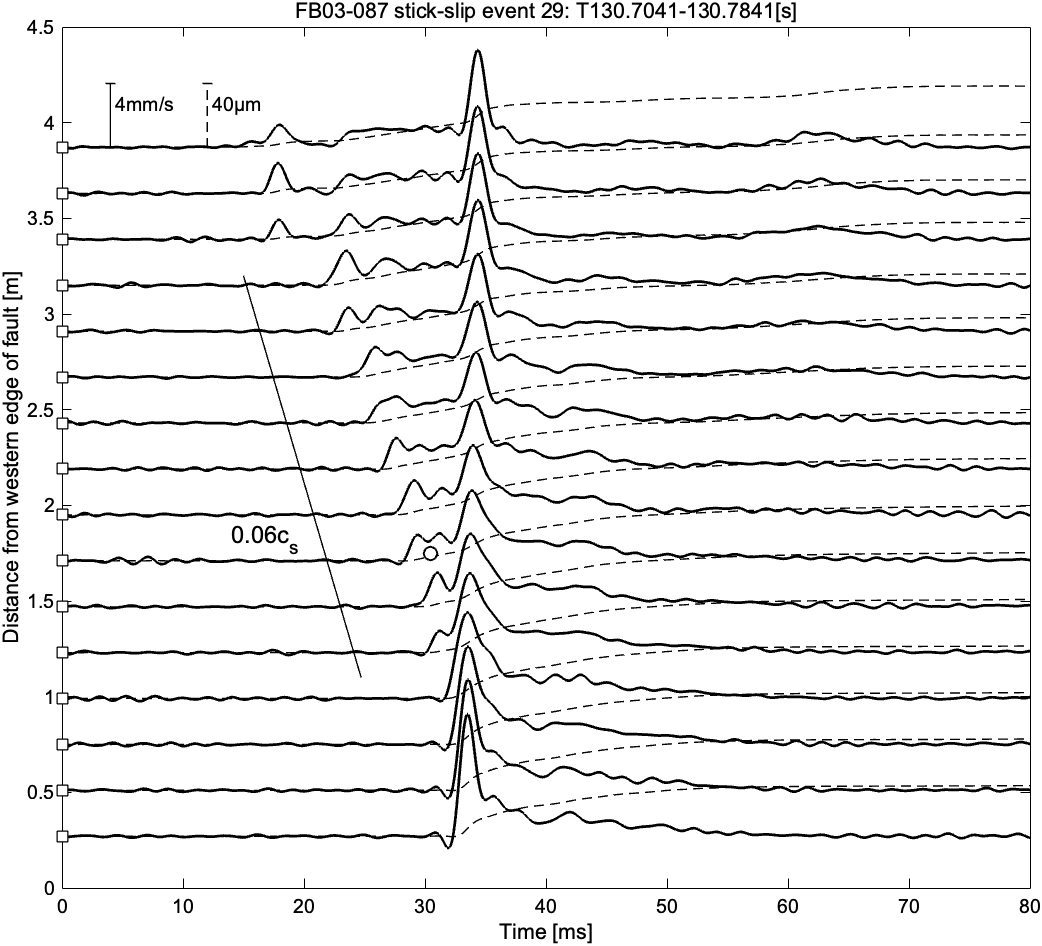 FB03-087 stick-slip event 29: T130.7041-130.7841[s]
4.5
4mm/s
40µm
4
3.5
3
2.5
2
0.06cs
1.5
1
0.5
0
Distance from western edge of fault [m]
0 10 20 30 40 50 60 70 80
Time [ms]